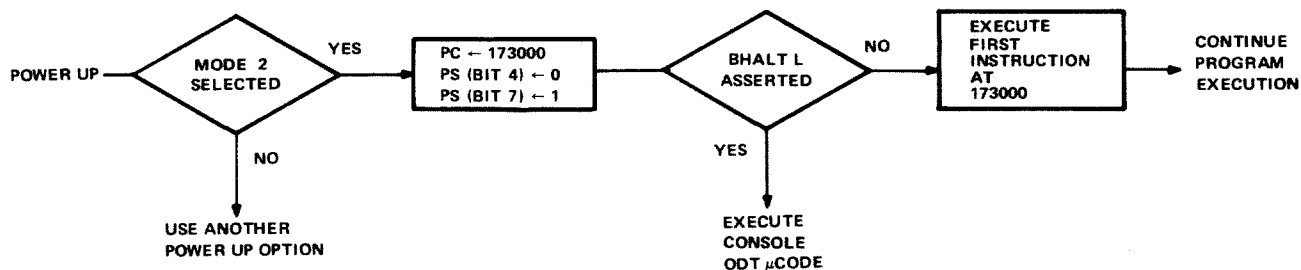 POWER UP
MODE 2
SELECTED
YES
NO
USE ANOTHER
POWER UP OPTION
PC ← 173000
PS (BIT 4) ← 0
PS (BIT 7) ← 1
BHALT L
ASSERTED
NO
YES
EXECUTE
CONSOLE
ODT μCODE
EXECUTE
FIRST
INSTRUCTION
AT
173000
CONTINUE
PROGRAM
EXECUTION